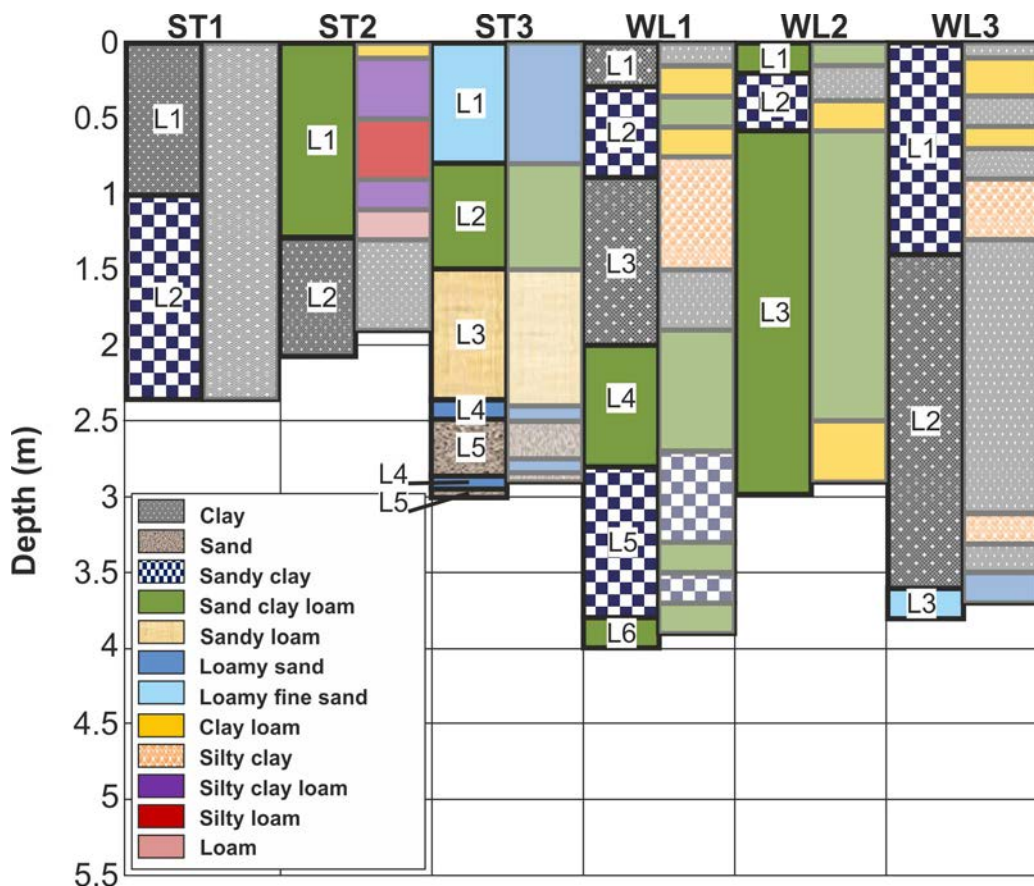 ST1 ST2 ST3 WL1 WL2 WL3
Depth (m)
0
0.5
1
1.5
2
2.5
3
3.5
4
4.5
5
5.5
L1
L2
L1
L2
L1
L2
L3
L4
L5
L4
L5
L1
L2
L3
L4
L5
L6
L1
L2
L3
L1
L2
L3
Clay
Sand
Sandy clay
Sand clay loam
Sandy loam
Loamy sand
Loamy fine sand
Clay loam
Silty clay
Silty clay loam
Silty loam
Loam